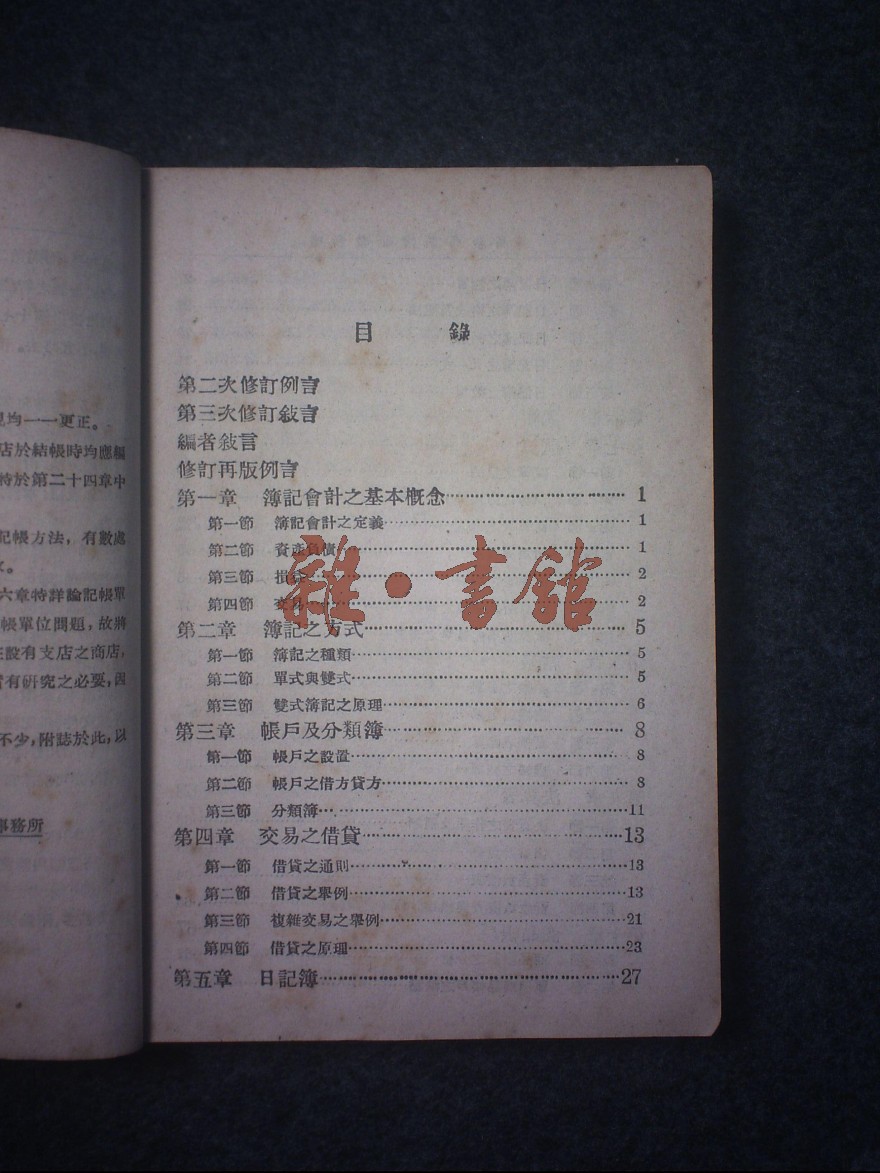 見均一一更正。
店於結帳時均應編
特於第二十四章中
記帳方法，有數處
六章特詳論記帳單
帳單位問題，故將
在設有支店之商店，
實有研究之必要，因
不少，附誌於此，以
事務所
目錄
第二次修訂例言
第三次修訂敍言
編者敍言
修訂再版例言
第一章 簿記會計之基本概念 1
第一節 簿記會計之定義 1
第二節 資產負債 1
第三節 損益 2
第四節 交易 2
第二章 簿記之方式 5
第一節 簿記之種類 5
第二節 單式與雙式 5
第三節 雙式簿記之原理 6
第三章 帳戶及分類簿 8
第一節 帳戶之設置 8
第二節 帳戶之借方貸方 8
第三節 分類簿 11
第四章 交易之借貸 13
第一節 借貸之通則 13
第二節 借貸之舉例 13
第三節 複雜交易之舉例 21
第四節 借貸之原理 23
第五章 日記簿 27
雜·書館